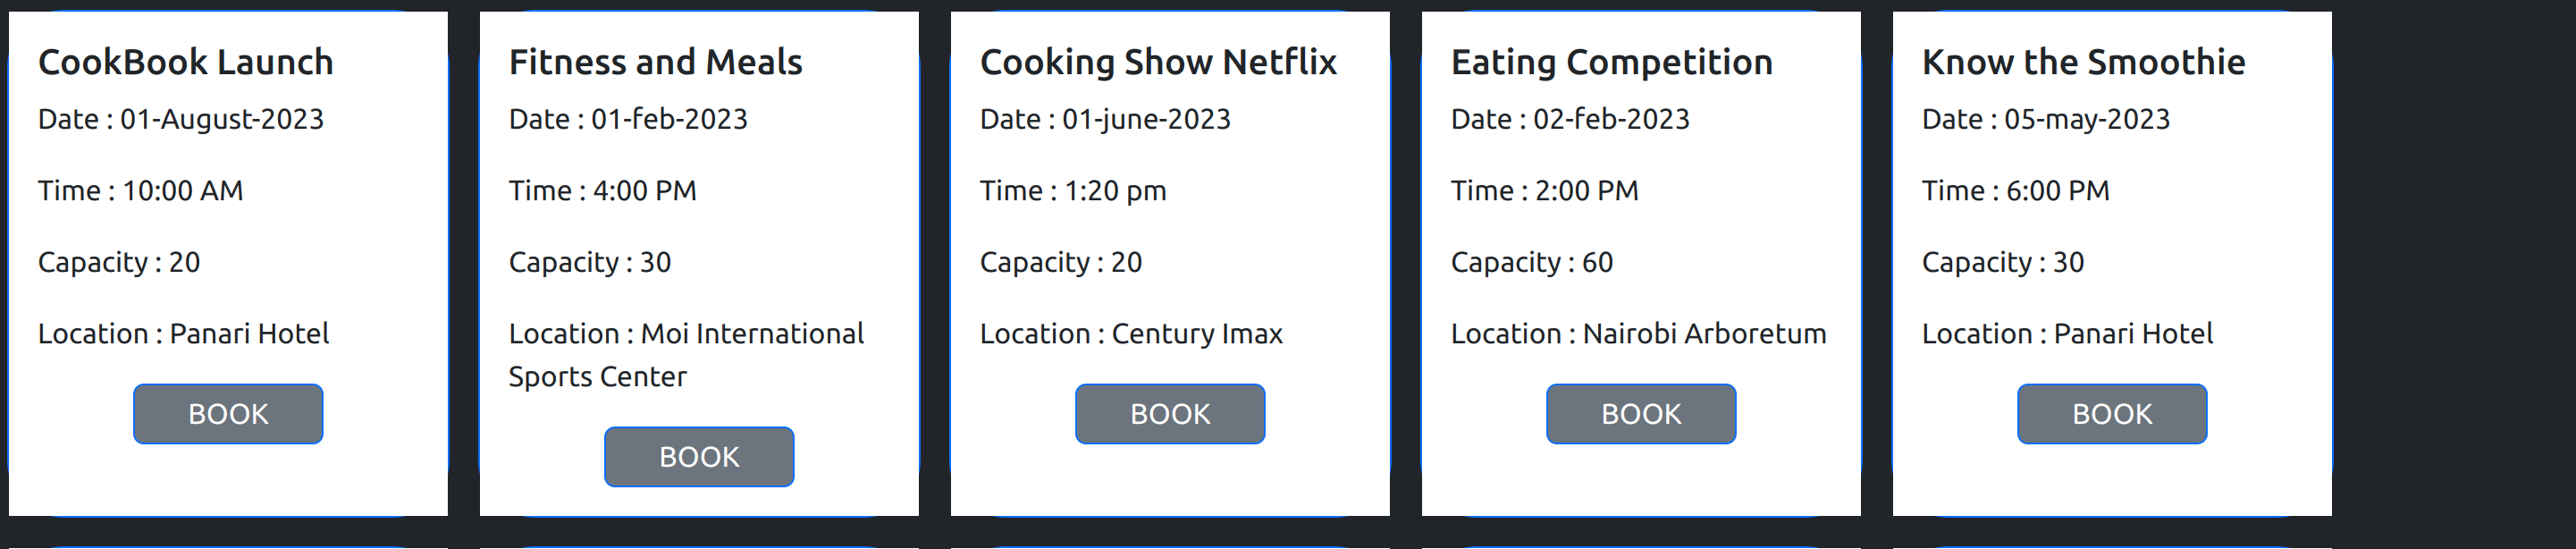 CookBook Launch
Date : 01-August-2023
Time : 10:00 AM
Capacity : 20
Location : Panari Hotel
BOOK
Fitness and Meals
Date : 01-feb-2023
Time : 4:00 PM
Capacity : 30
Location : Moi International
Sports Center
BOOK
Cooking Show Netflix
Date : 01-june-2023
Time : 1:20 pm
Capacity : 20
Location : Century Imax
BOOK
Eating Competition
Date : 02-feb-2023
Time : 2:00 PM
Capacity : 60
Location : Nairobi Arboretum
BOOK
Know the Smoothie
Date : 05-may-2023
Time : 6:00 PM
Capacity : 30
Location : Panari Hotel
BOOK